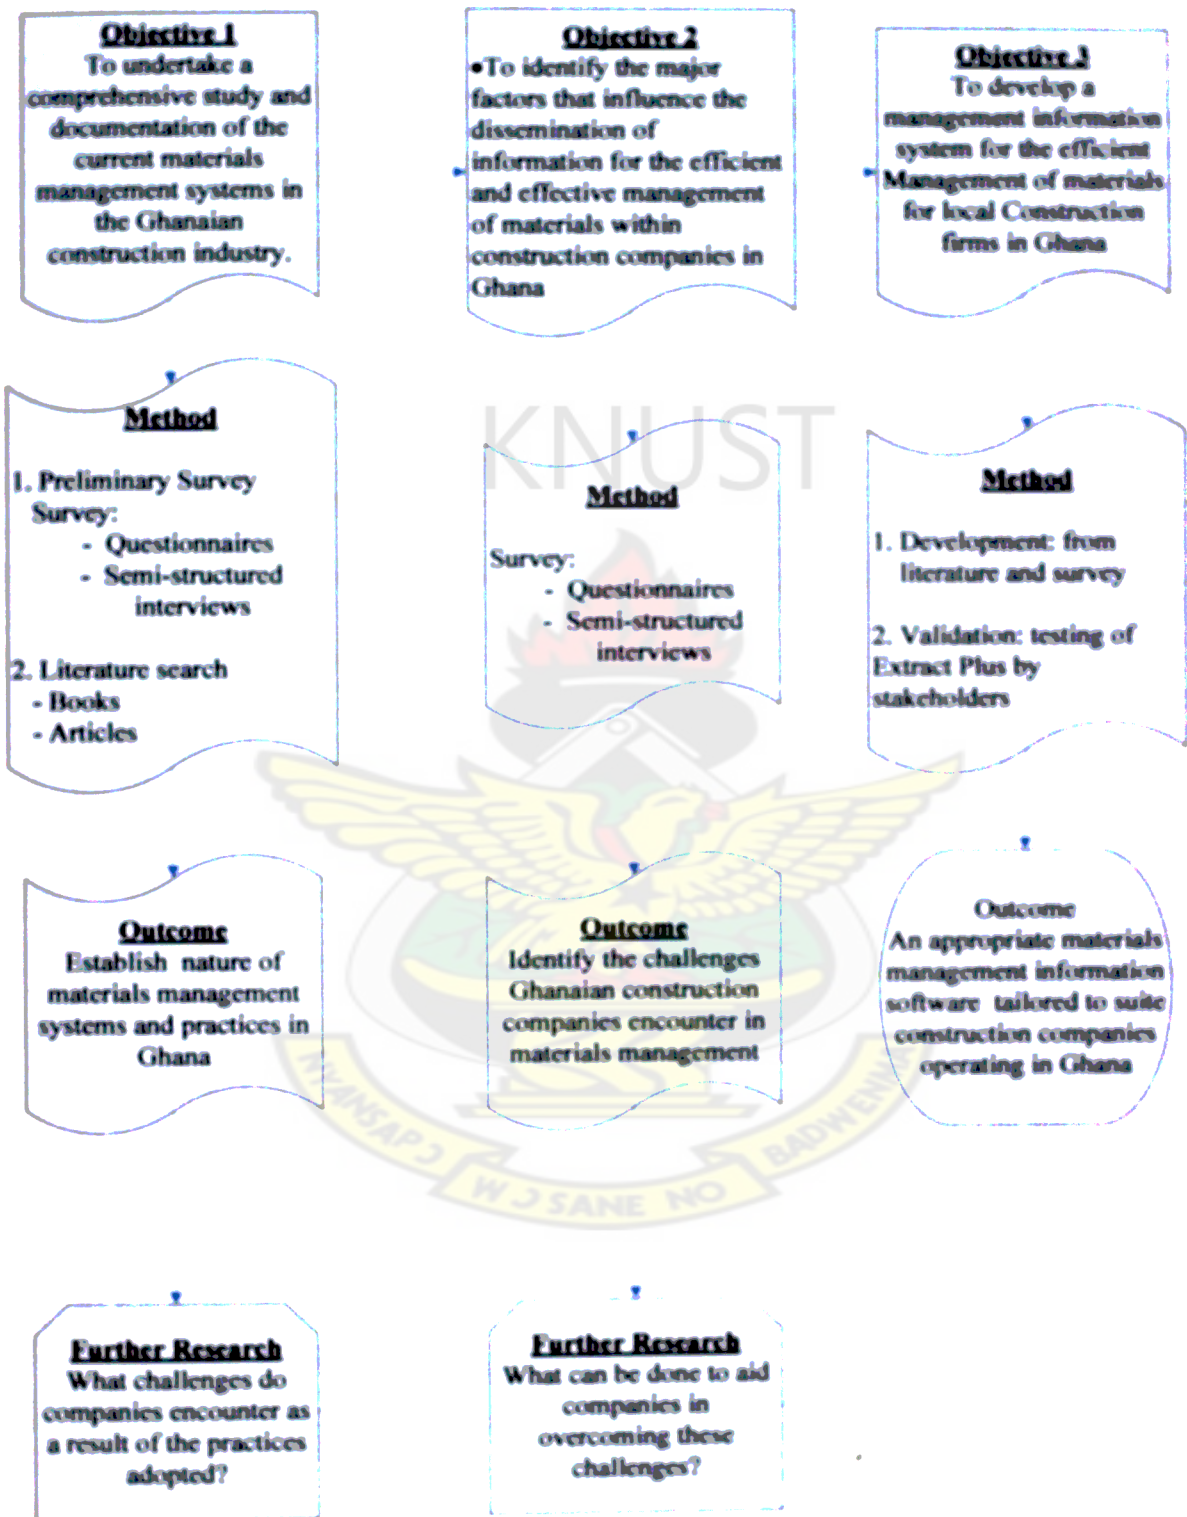 Objective 1
To undertake a
comprehensive study and
documentation of the
current materials
management systems in
the Ghanaian
construction industry.
Objective 2
•To identify the major
factors that influence the
dissemination of
information for the efficient
and effective management
of materials within
construction companies in
Ghana
Objective 3
To develop a
management information
system for the efficient
Management of materials
for local Construction
firms in Ghana
Method
1. Preliminary Survey
Survey:
- Questionnaires
- Semi-structured
interviews
2. Literature search
- Books
- Articles
KNUST
Method
Survey:
- Questionnaires
- Semi-structured
interviews
Method
1. Development: from
literature and survey
2. Validation: testing of
Extract Plus by
stakeholders
Outcome
Establish nature of
materials management
systems and practices in
Ghana
Outcome
Identify the challenges
Ghanaian construction
companies encounter in
materials management
Outcome
An appropriate materials
management information
software tailored to suite
construction companies
operating in Ghana
NYANSAPƆ
WƆSANE NO
BADWENMA
Further Research
What challenges do
companies encounter as
a result of the practices
adopted?
Further Research
What can be done to aid
companies in
overcoming these
challenges?